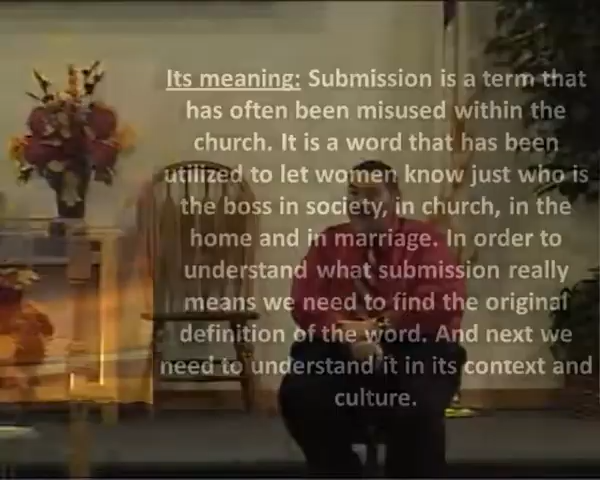 Its meaning: Submission is a term that
has often been misused within the
church. It is a word that has been
utilized to let women know just who is
the boss in society, in church, in the
home and in marriage. In order to
understand what submission really
means we need to find the original
definition of the word. And next we
need to understand it in its context and
culture.